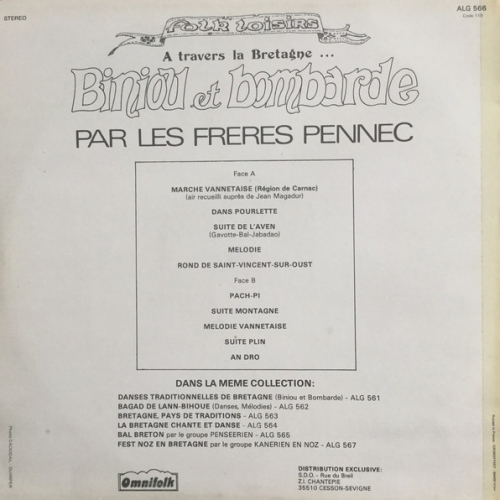 STEREO
ALG 566
Code 110
FOLK LOISIRS
A travers la Bretagne ...
Biniou et bombarde
PAR LES FRERES PENNEC
Face A
MARCHE VANNETAISE (Région de Carnac)
(air recueilli auprès de Jean Magadur)
DANS POURLETTE
SUITE DE L'AVEN
(Gavotte-Bal-Jabadao)
MELODIE
ROND DE SAINT-VINCENT-SUR-OUST
Face B
PACH-PI
SUITE MONTAGNE
MELODIE VANNETAISE
SUITE PLIN
AN DRO
DANS LA MEME COLLECTION:
DANSES TRADITIONNELLES DE BRETAGNE (Biniou et Bombarde) - ALG 561
BAGAD DE LANN-BIHOUE (Danses, Mélodies) - ALG 562
BRETAGNE, PAYS DE TRADITIONS - ALG 563
LA BRETAGNE CHANTE ET DANSE - ALG 564
BAL BRETON par le groupe PENSEERIEN - ALG 565
FEST NOZ EN BRETAGNE par le groupe KANERIEN EN NOZ - ALG 567
Omnifolk
DISTRIBUTION EXCLUSIVE:
S.D.O. - Rue du Breil
Z.I. CHANTEPIE
35510 CESSON-SEVIGNE